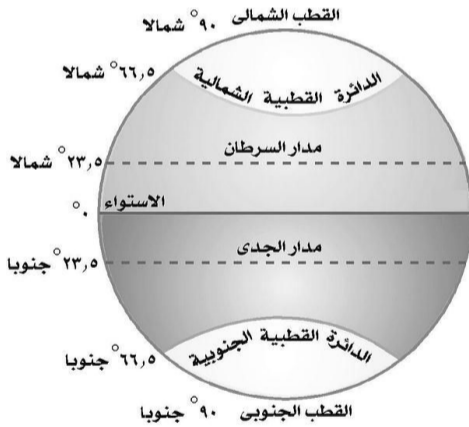 القطب الشمالى
٩٠° شمالا
٦٦,٥° شمالا
الدائرة القطبية الشمالية
مدار السرطان
٢٣,٥° شمالا
الاستواء
٠°
مدار الجدى
٢٣,٥° جنوبا
الدائرة القطبية الجنوبية
٦٦,٥° جنوبا
القطب الجنوبى
٩٠° جنوبا